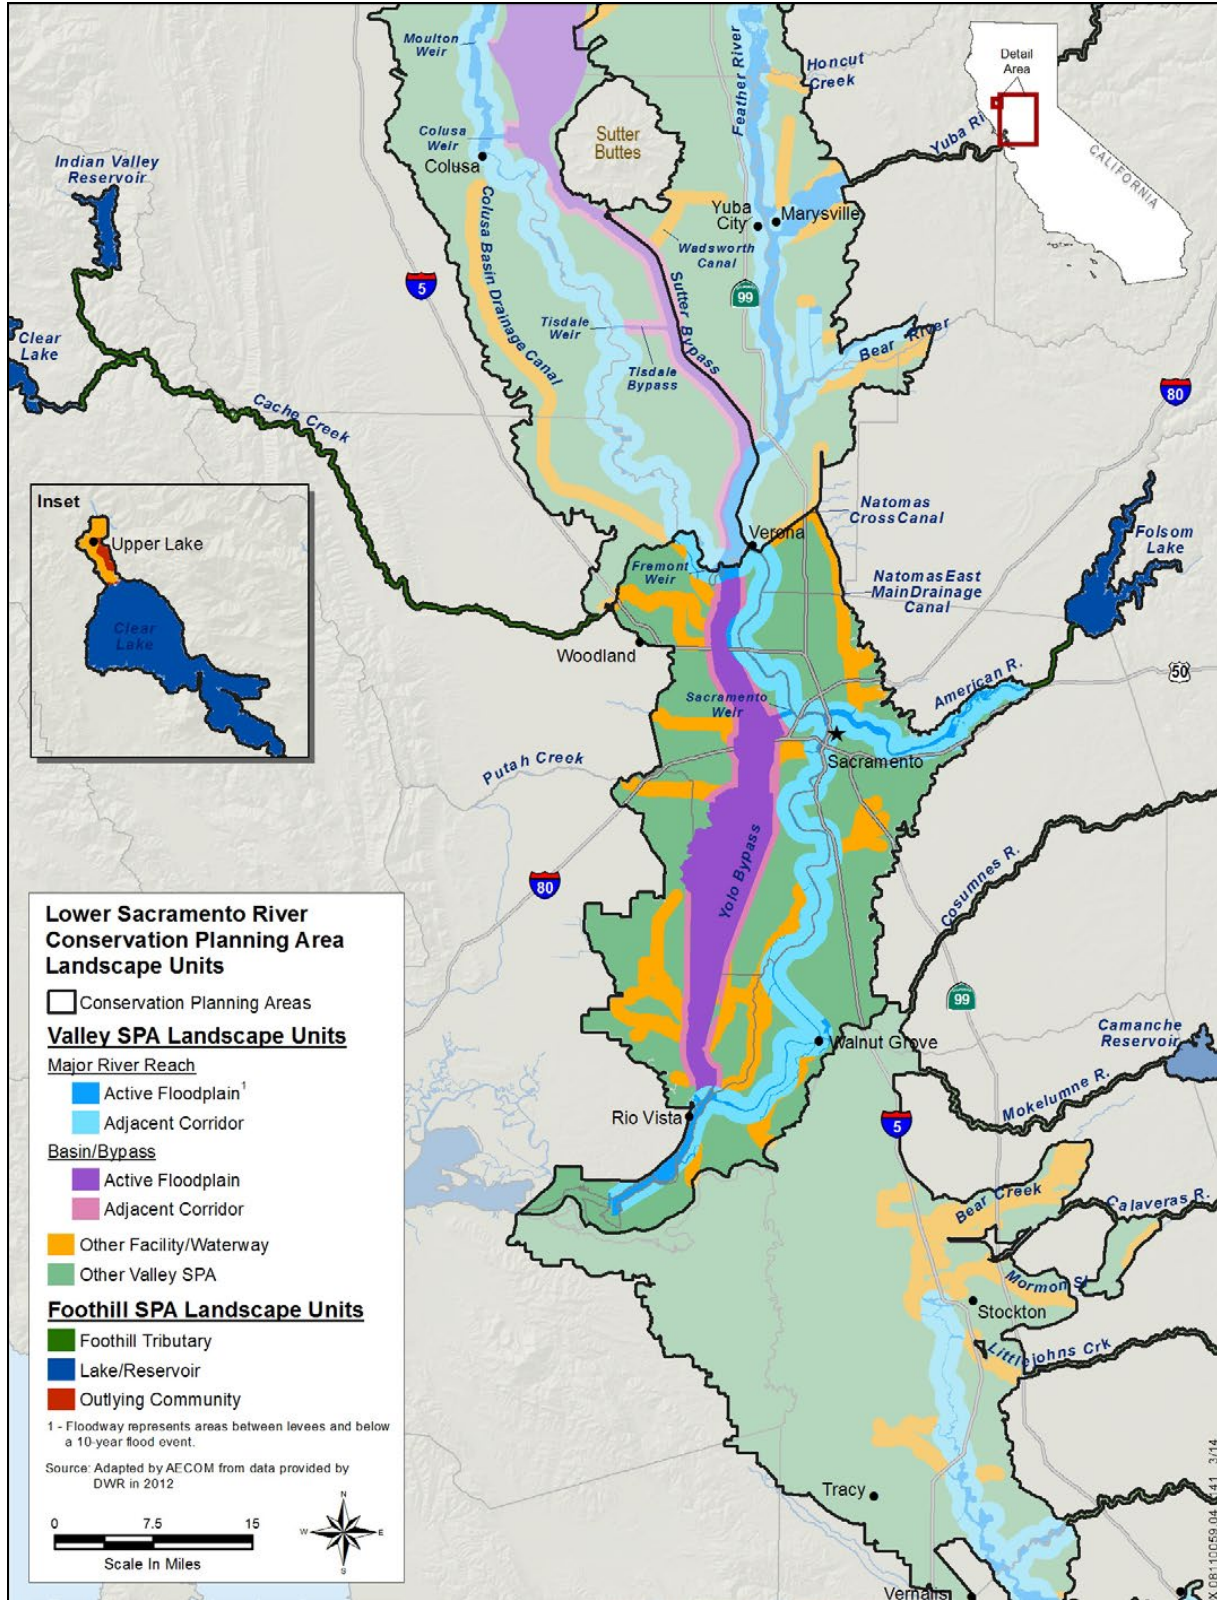 Moulton
Weir
Feather River
Honcut
Creek
Detail
Area
CALIFORNIA
Colusa
Weir
Colusa
Sutter
Buttes
Indian Valley
Reservoir
Colusa Basin Drainage Canal
Yuba
City
Marysville
Wadsworth
Canal
5
99
Sutter Bypass
Tisdale
Weir
Tisdale
Bypass
Bear River
Clear
Lake
80
Cache Creek
Inset
Upper Lake
Clear
Lake
Natomas
Cross Canal
Verona
Folsom
Lake
Fremont
Weir
Natomas East
Main Drainage
Canal
Woodland
50
American R.
Sacramento
Weir
Sacramento
Putah Creek
Yolo Bypass
80
Cosumnes R.
99
Walnut Grove
Camanche
Reservoir
Mokelumne R.
Rio Vista
5
Bear Creek
Calaveras R.
Mormon Sl.
Stockton
Littlejohns Crk
Tracy
Vernalis
Lower Sacramento River
Conservation Planning Area
Landscape Units
Conservation Planning Areas
Valley SPA Landscape Units
Major River Reach
Active Floodplain1
Adjacent Corridor
Basin/Bypass
Active Floodplain
Adjacent Corridor
Other Facility/Waterway
Other Valley SPA
Foothill SPA Landscape Units
Foothill Tributary
Lake/Reservoir
Outlying Community
1 - Floodway represents areas between levees and below
a 10-year flood event.
Source: Adapted by AECOM from data provided by
DWR in 2012
0 7.5 15
Scale In Miles
N
W E
S
3/14